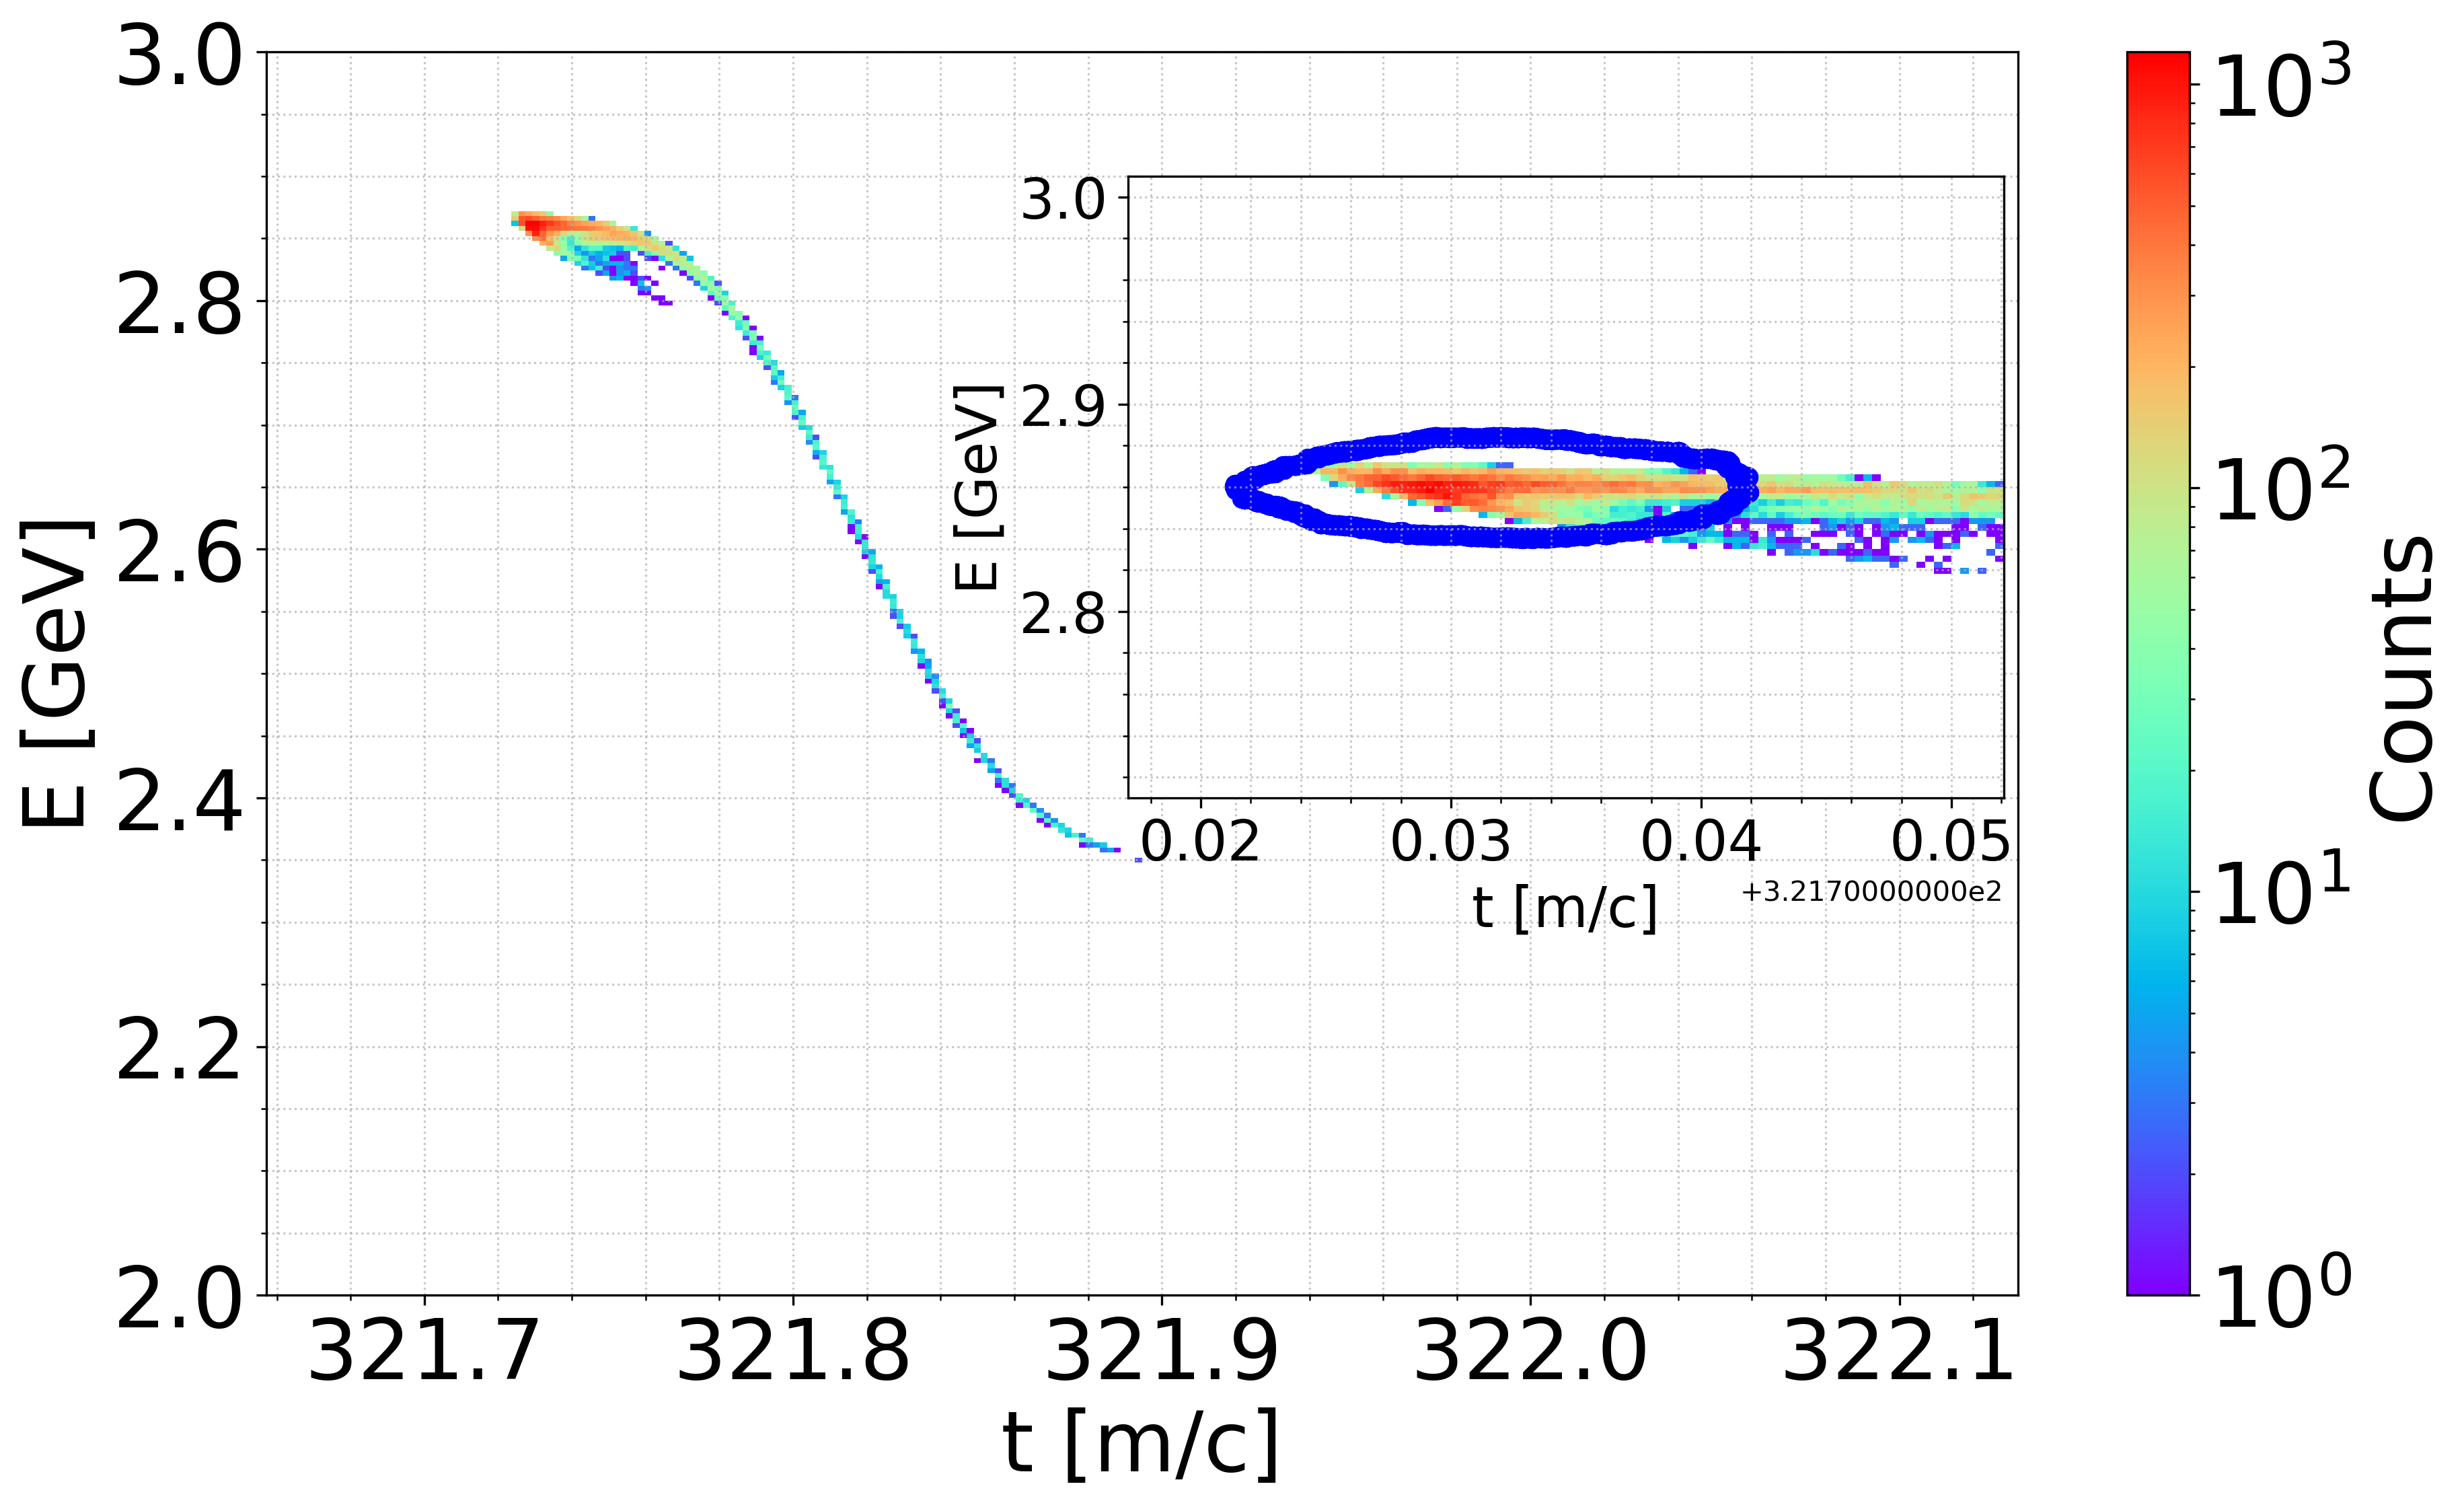 3.0
2.8
2.6
2.4
2.2
2.0
E [GeV]
321.7 321.8 321.9 322.0 322.1
t [m/c]
3.0
2.9
2.8
E [GeV]
0.02 0.03 0.04 0.05
+3.2170000000e2
t [m/c]
10³
10²
10¹
10⁰
Counts